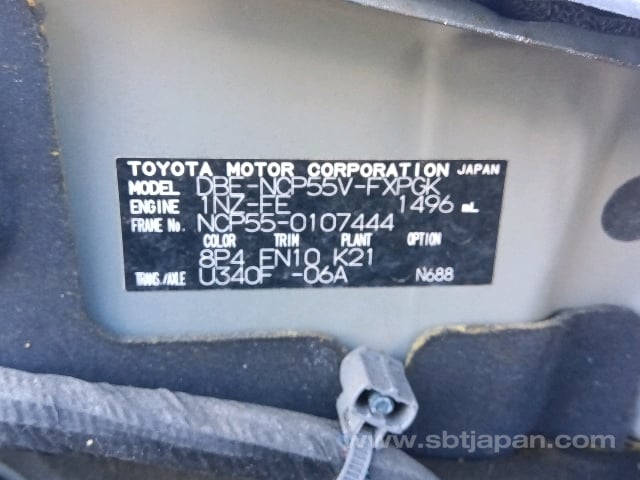 TOYOTA MOTOR CORPORATION JAPAN
MODEL DBE-NCP55V-FXPGK
ENGINE 1NZ-FE 1496 mL
FRAME No. NCP55-0107444
COLOR TRIM PLANT OPTION
8P4 EN10 K21
TRANS./AXLE U340F -06A N688
www.sbtjapan.com